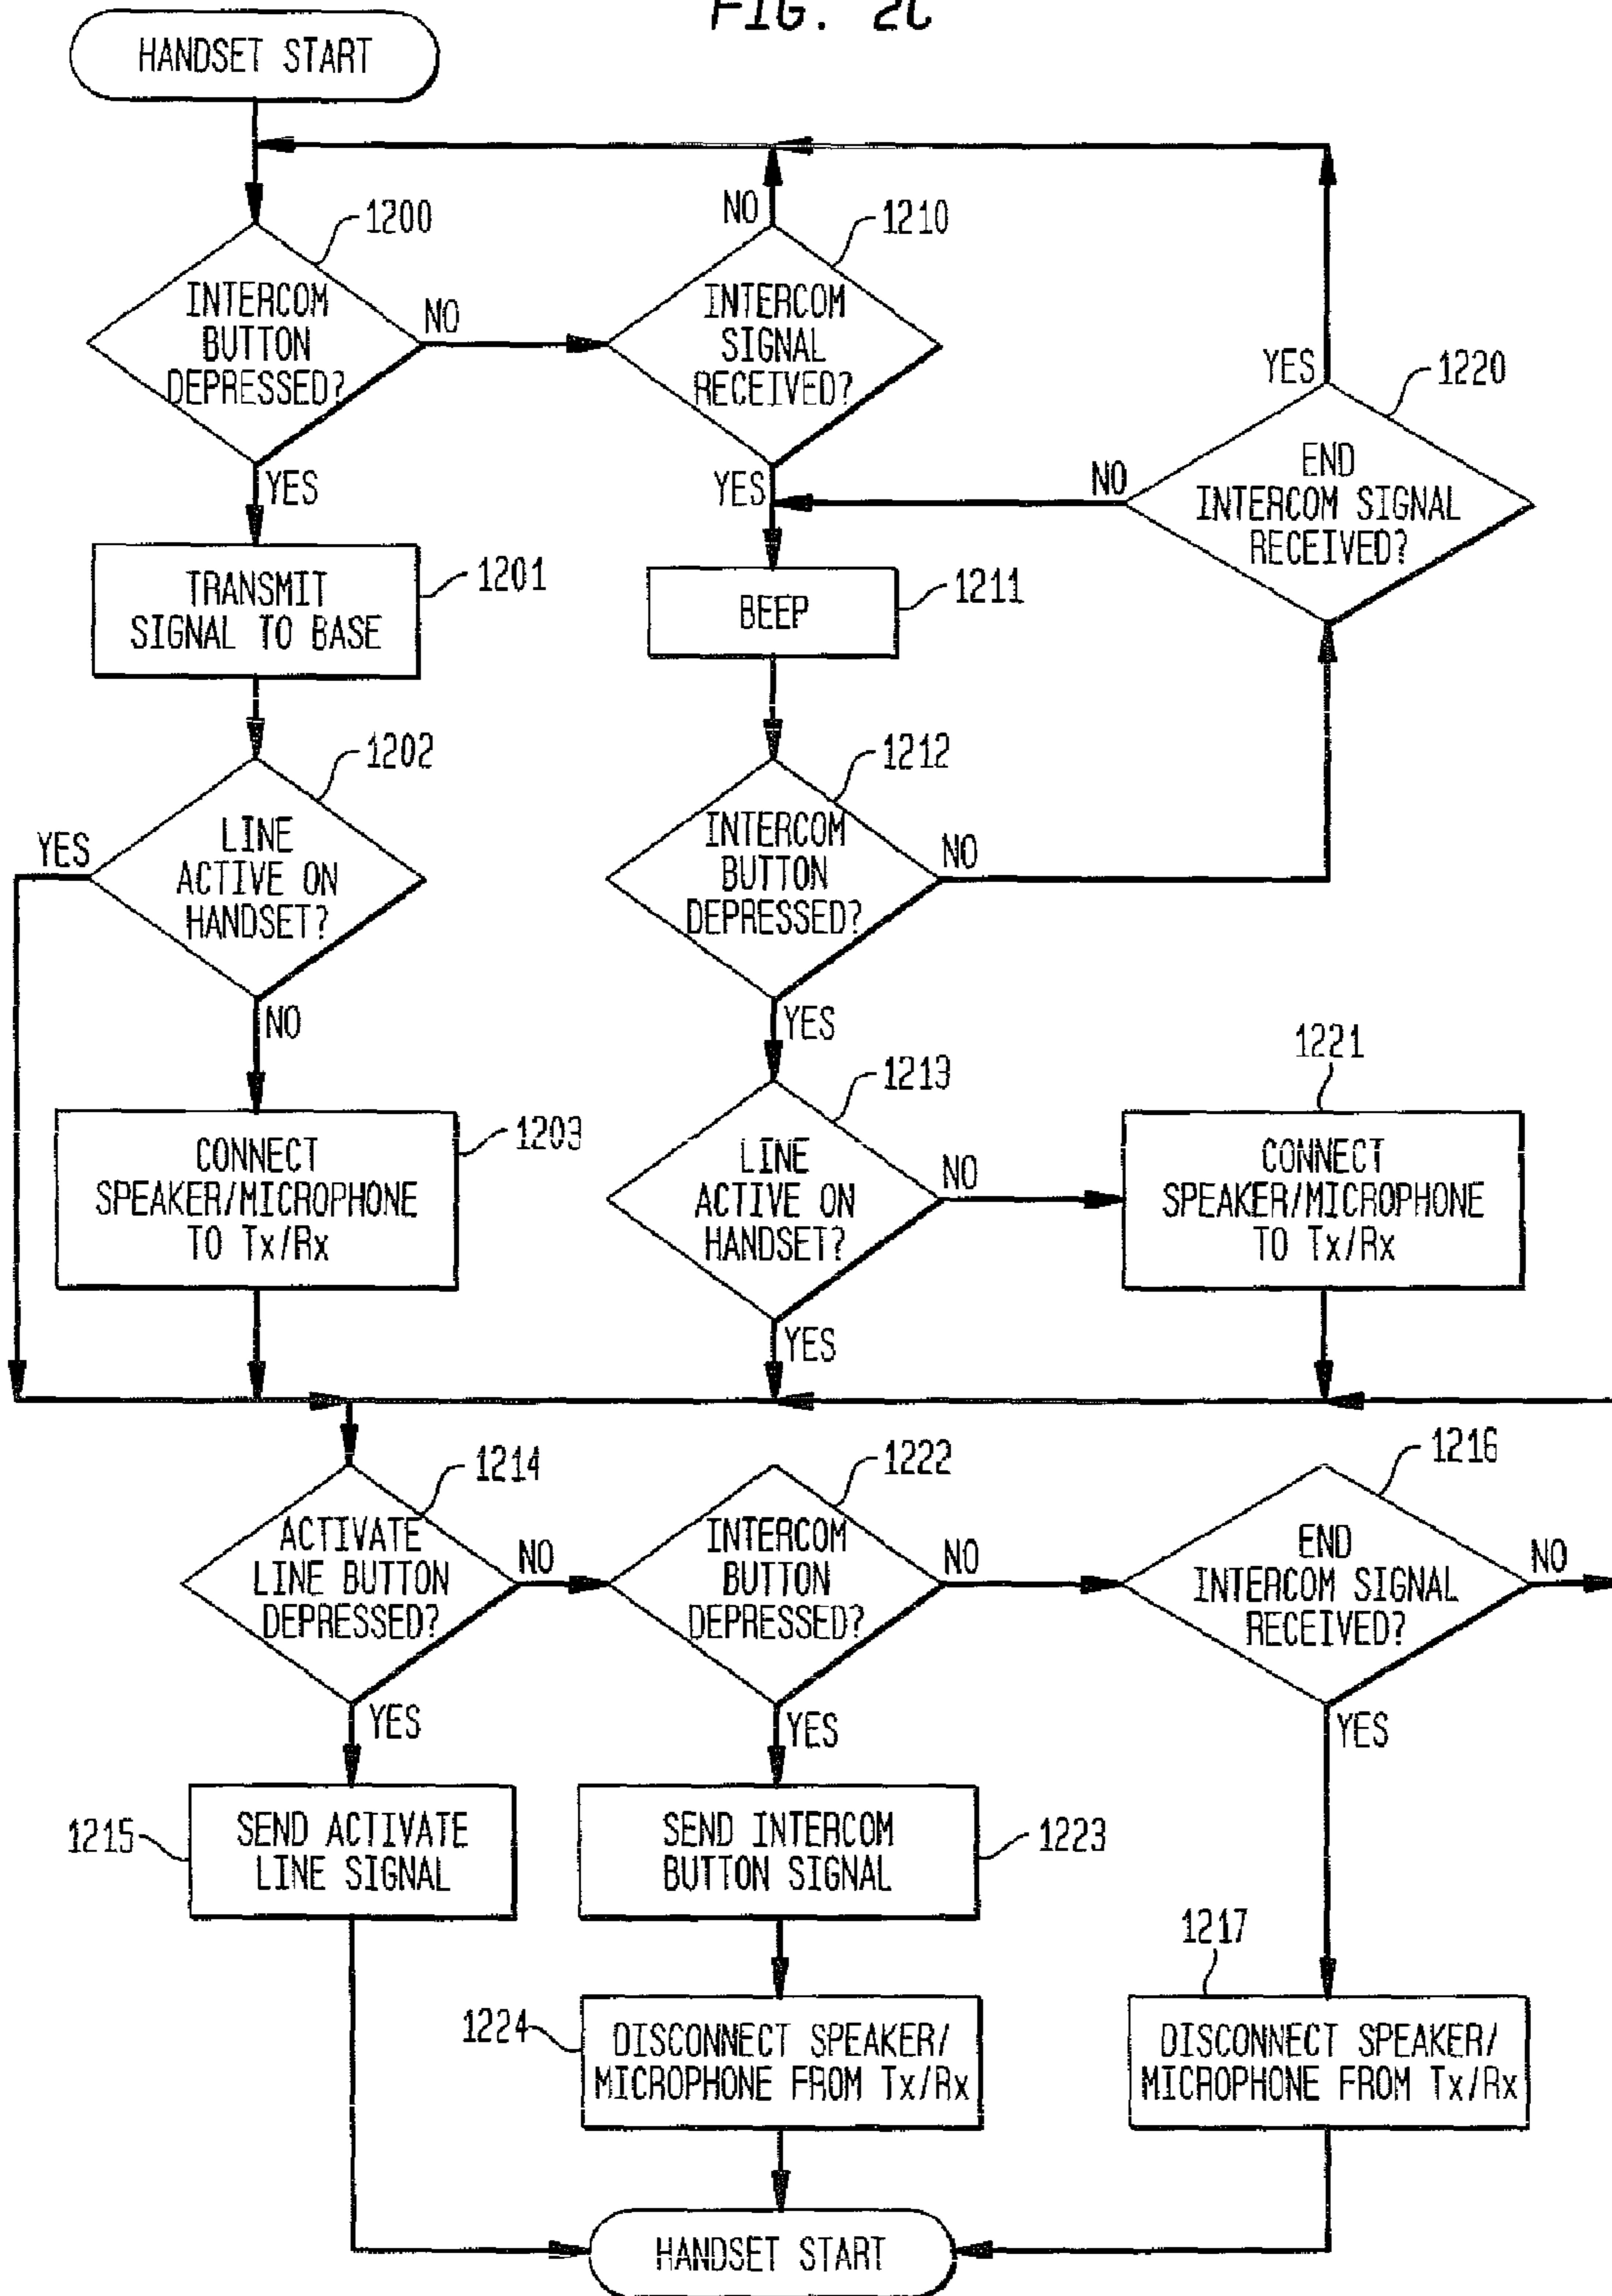 FIG. 2C
HANDSET START
1200
INTERCOM
BUTTON
DEPRESSED?
NO
YES
1210
INTERCOM
SIGNAL
RECEIVED?
NO
YES
1220
END
INTERCOM SIGNAL
RECEIVED?
YES
NO
1201
TRANSMIT
SIGNAL TO BASE
1211
BEEP
1202
LINE
ACTIVE ON
HANDSET?
YES
NO
1212
INTERCOM
BUTTON
DEPRESSED?
NO
YES
1203
CONNECT
SPEAKER/MICROPHONE
TO Tx/Rx
1213
LINE
ACTIVE ON
HANDSET?
NO
YES
1221
CONNECT
SPEAKER/MICROPHONE
TO Tx/Rx
1214
ACTIVATE
LINE BUTTON
DEPRESSED?
NO
YES
1222
INTERCOM
BUTTON
DEPRESSED?
NO
YES
1216
END
INTERCOM SIGNAL
RECEIVED?
NO
YES
1215
SEND ACTIVATE
LINE SIGNAL
1223
SEND INTERCOM
BUTTON SIGNAL
1224
DISCONNECT SPEAKER/
MICROPHONE FROM Tx/Rx
1217
DISCONNECT SPEAKER/
MICROPHONE FROM Tx/Rx
HANDSET START